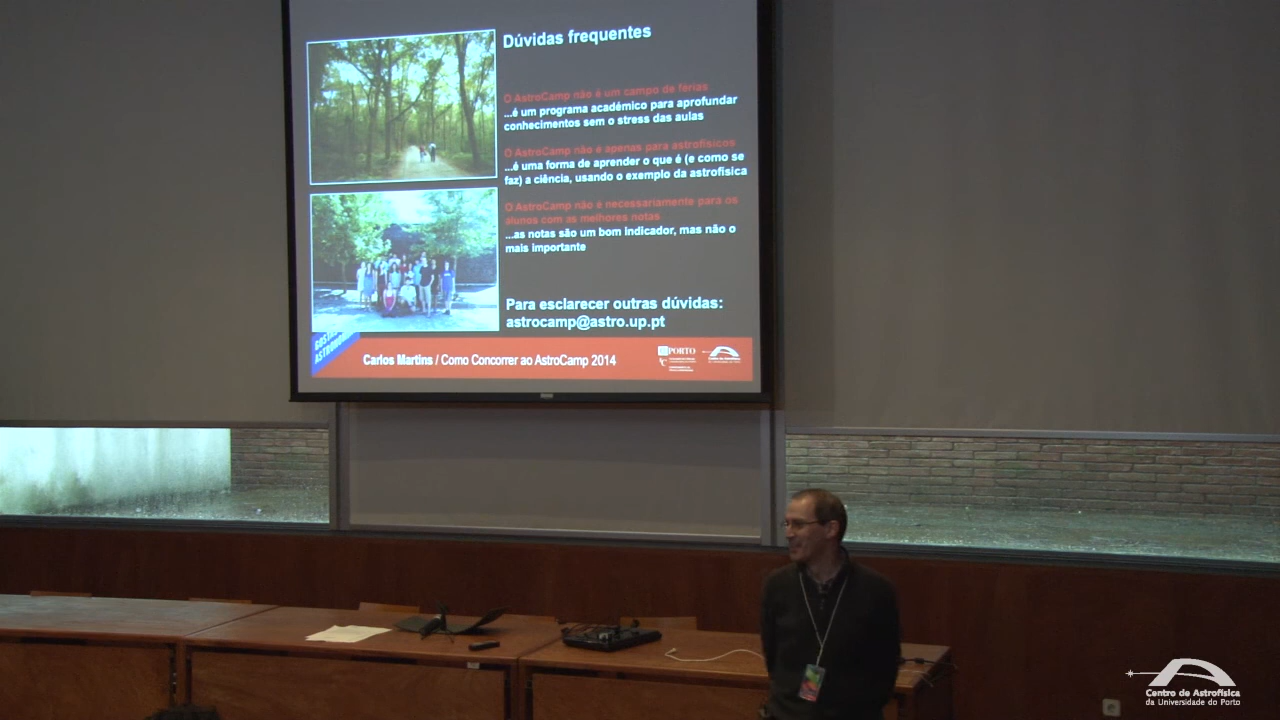 Dúvidas frequentes
O AstroCamp não é um campo de férias
...é um programa académico para aprofundar
conhecimentos sem o stress das aulas
O AstroCamp não é apenas para astrofísicos
...é uma forma de aprender o que é (e como se
faz) a ciência, usando o exemplo da astrofísica
O AstroCamp não é necessariamente para os
alunos com as melhores notas
...as notas são um bom indicador, mas não o
mais importante
Para esclarecer outras dúvidas:
astrocamp@astro.up.pt
Carlos Martins / Como Concorrer ao AstroCamp 2014
PORTO
Centro de Astrofísica
da Universidade do Porto